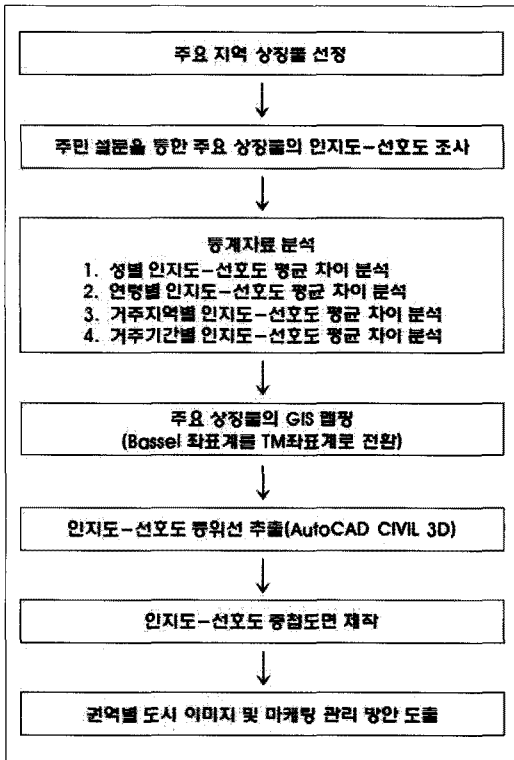 주요 지역 상징물 선정
주민 설문을 통한 주요 상징물의 인지도-선호도 조사
통계자료 분석
1. 성별 인지도-선호도 평균 차이 분석
2. 연령별 인지도-선호도 평균 차이 분석
3. 거주지역별 인지도-선호도 평균 차이 분석
4. 거주기간별 인지도-선호도 평균 차이 분석
주요 상징물의 GIS 맵핑
(Bassel 좌표계를 TM좌표계로 전환)
인지도-선호도 등위선 추출(AutoCAD CIVIL 3D)
인지도-선호도 중첩도면 제작
권역별 도시 이미지 및 마케팅 관리 방안 도출